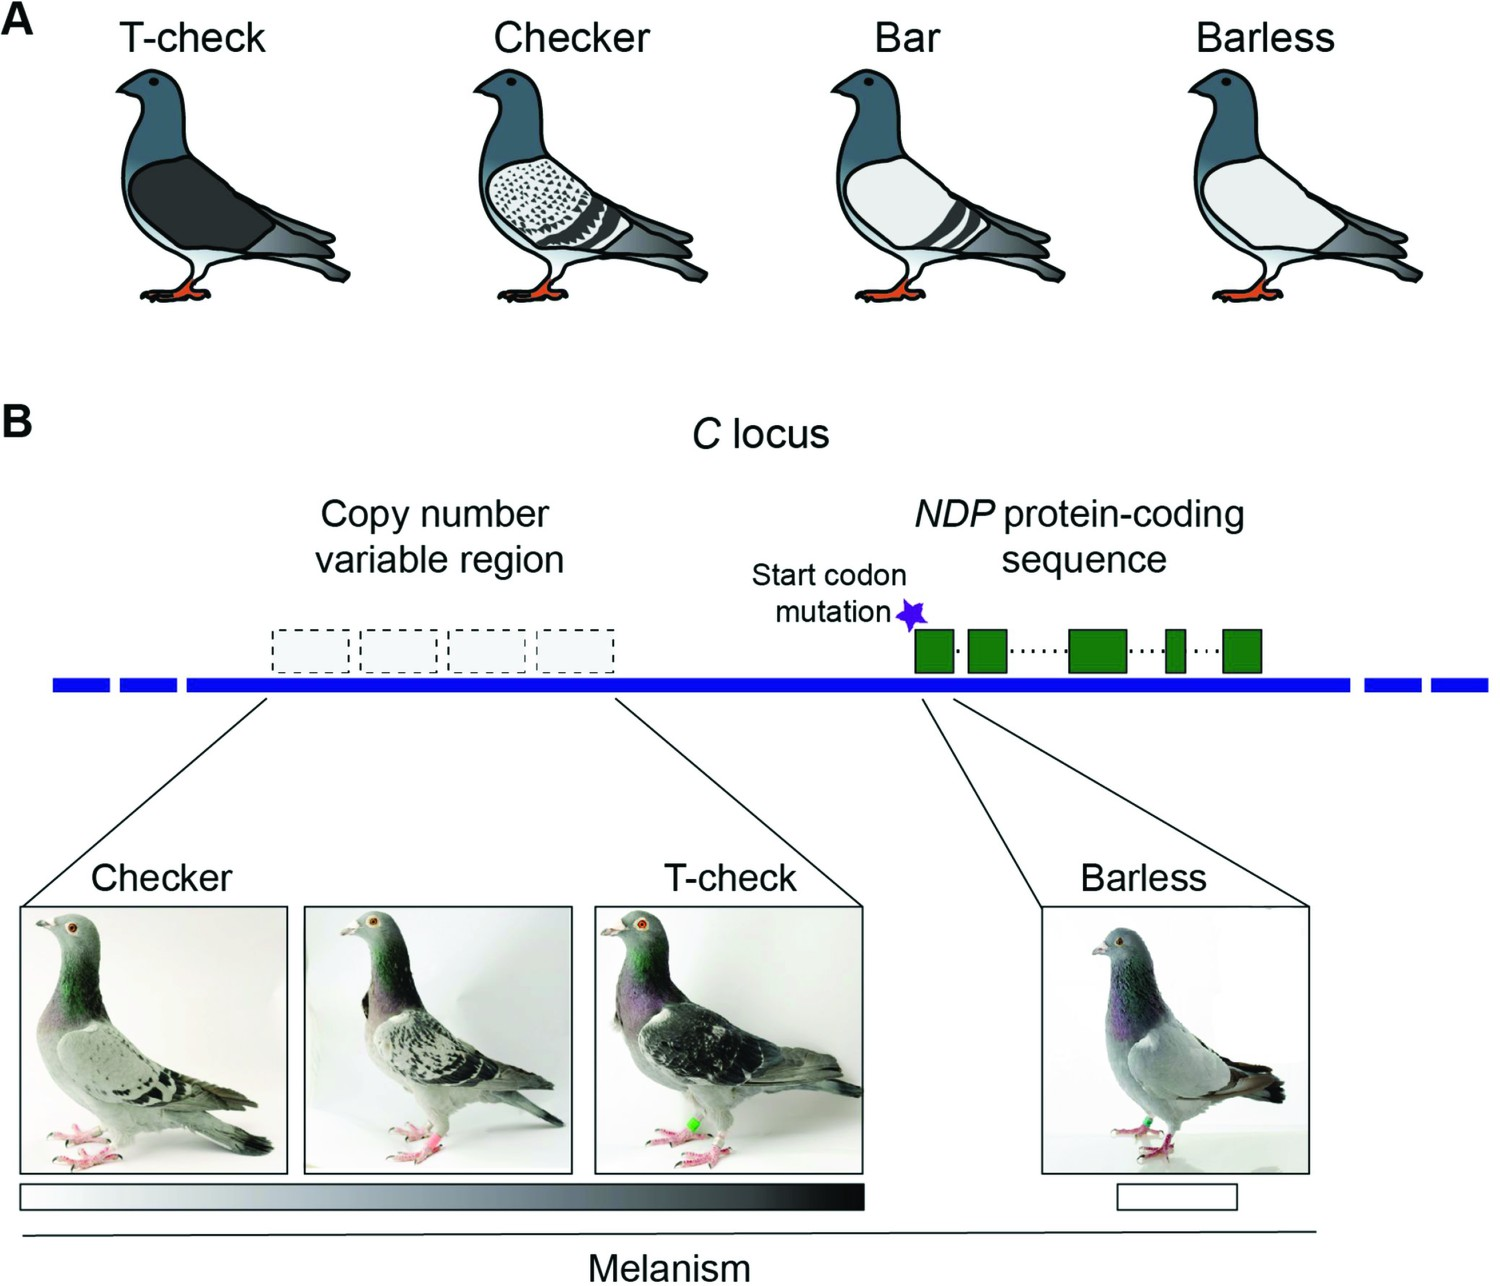 A
T-check
Checker
Bar
Barless
B
C locus
Copy number
variable region
NDP protein-coding
sequence
Start codon
mutation
Checker
T-check
Barless
Melanism